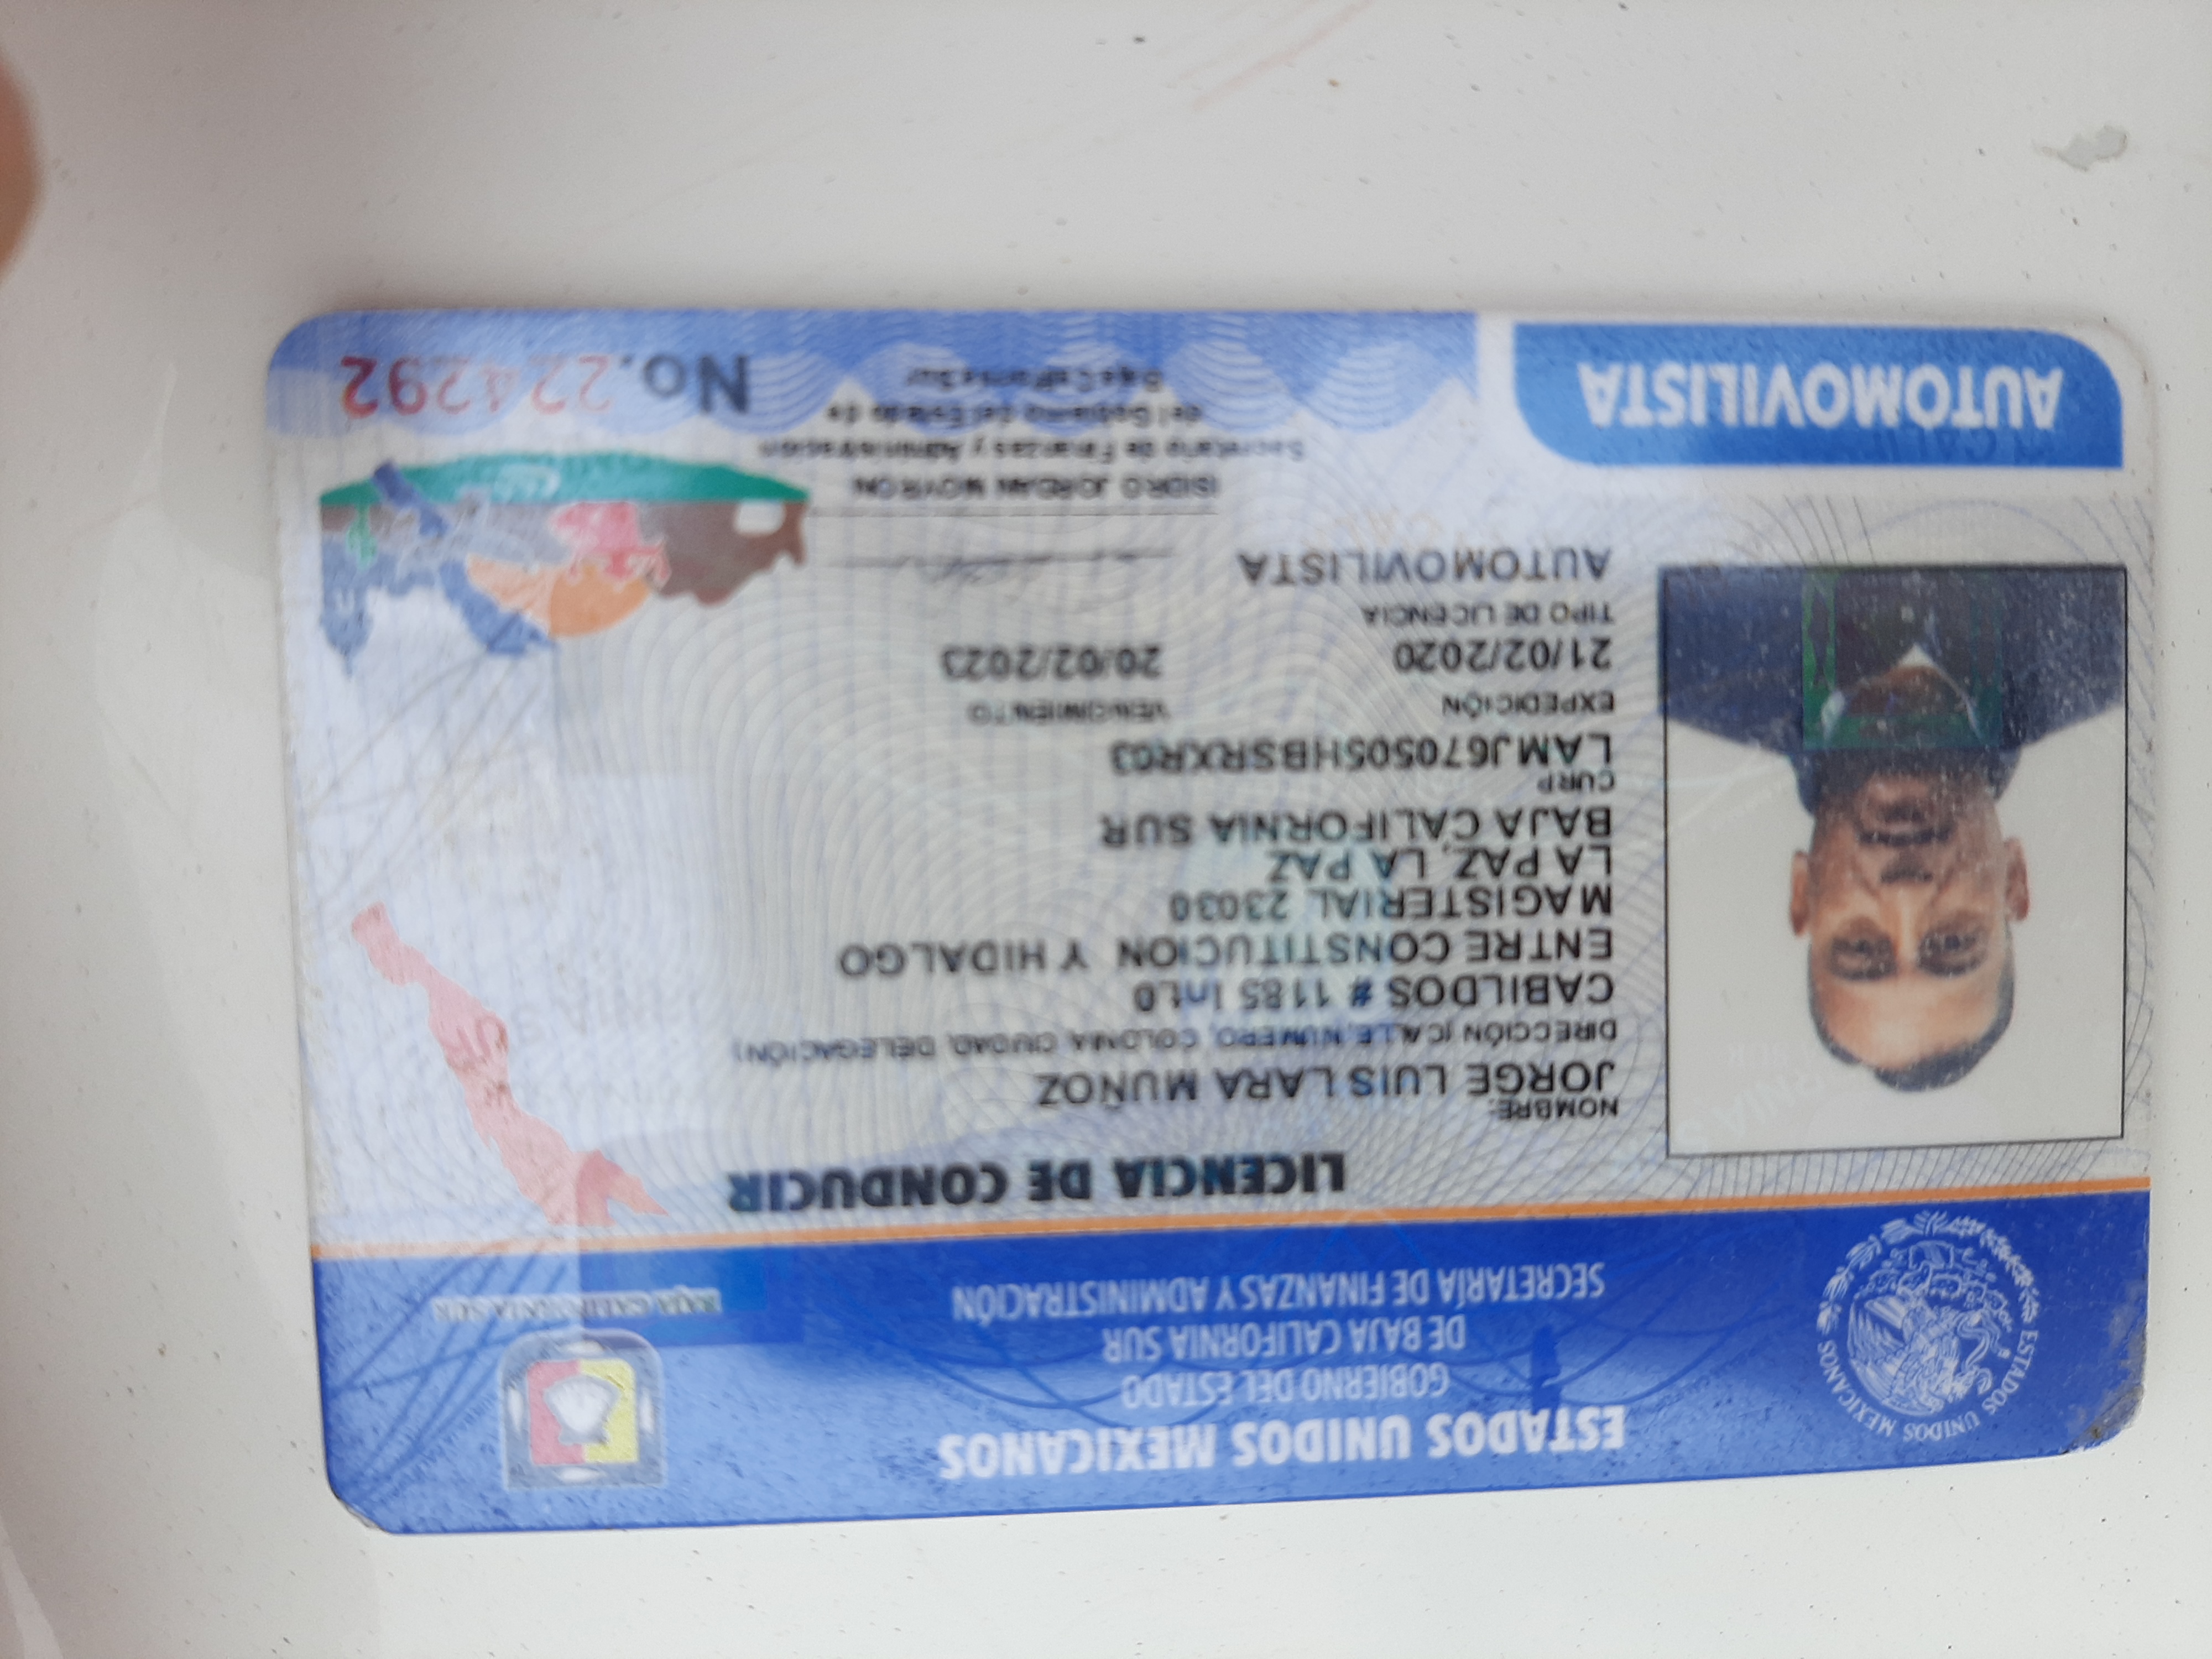 ESTADOS UNIDOS MEXICANOS
GOBIERNO DEL ESTADO
DE BAJA CALIFORNIA SUR
SECRETARÍA DE FINANZAS Y ADMINISTRACIÓN
ESTADOS UNIDOS MEXICANOS
BAJA CALIFORNIA SUR
LICENCIA DE CONDUCIR
NOMBRE:
JORGE LUIS LARA MUÑOZ
DIRECCIÓN (CALLE, NÚMERO, COLONIA, CIUDAD, DELEGACIÓN)
CABILDOS # 1185 Int.0
ENTRE CONSTITUCION Y HIDALGO
MAGISTERIAL 23030
LA PAZ, LA PAZ
BAJA CALIFORNIA SUR
CURP
LAMJ670505HBSRXR03
EXPEDICIÓN VENCIMIENTO
21/02/2020 20/02/2023
TIPO DE LICENCIA
AUTOMOVILISTA
ISIDRO JORDAN MOYRON
Secretario de Finanzas y Administración
del Gobierno del Estado de
Baja California Sur
AUTOMOVILISTA
No.224292